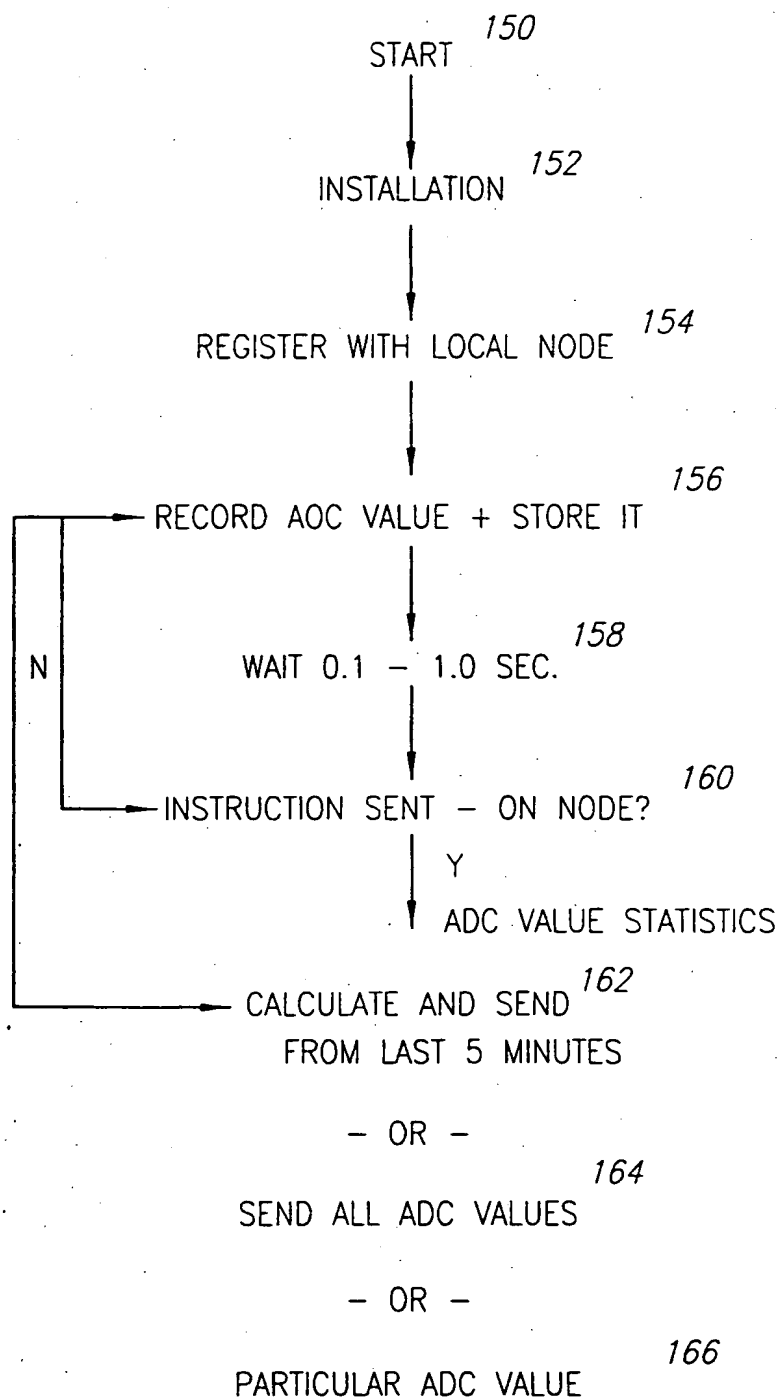 START 150
INSTALLATION 152
REGISTER WITH LOCAL NODE 154
RECORD AOC VALUE + STORE IT 156
N
WAIT 0.1 - 1.0 SEC. 158
INSTRUCTION SENT - ON NODE? 160
Y
ADC VALUE STATISTICS
CALCULATE AND SEND 162
FROM LAST 5 MINUTES
- OR -
SEND ALL ADC VALUES 164
- OR -
PARTICULAR ADC VALUE 166